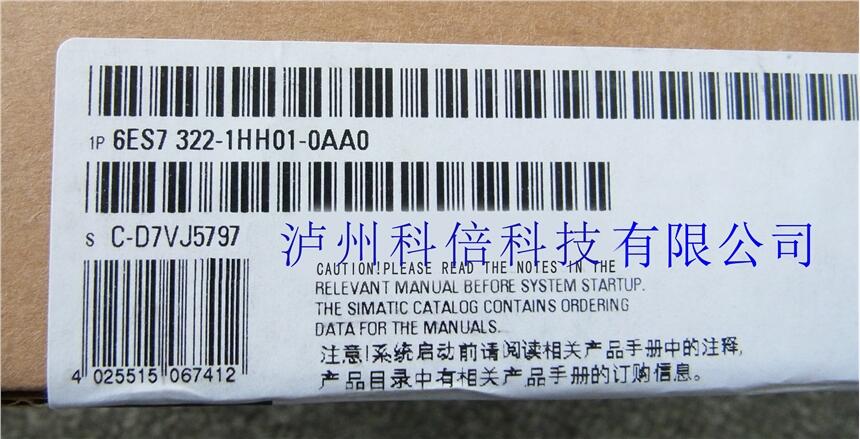 1P 6ES7 322-1HH01-0AA0
S C-D7VJ5797
泸州科倍科技有限公司
CAUTION!PLEASE READ THE NOTES IN THE
RELEVANT MANUAL BEFORE SYSTEM STARTUP.
THE SIMATIC CATALOG CONTAINS ORDERING
DATA FOR THE MANUALS.
注意!系统启动前请阅读相关产品手册中的注释,
产品目录中有相关产品手册的订购信息。
4 025515 067412